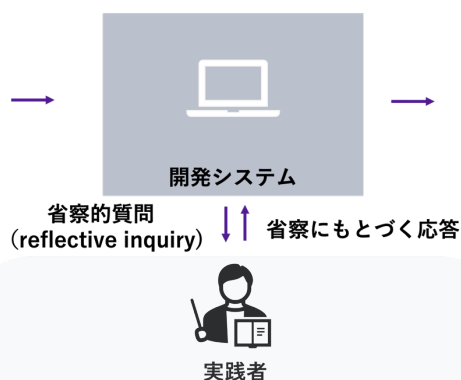 開発システム
省察的質問
（reflective inquiry）
省察にもとづく応答
実践者